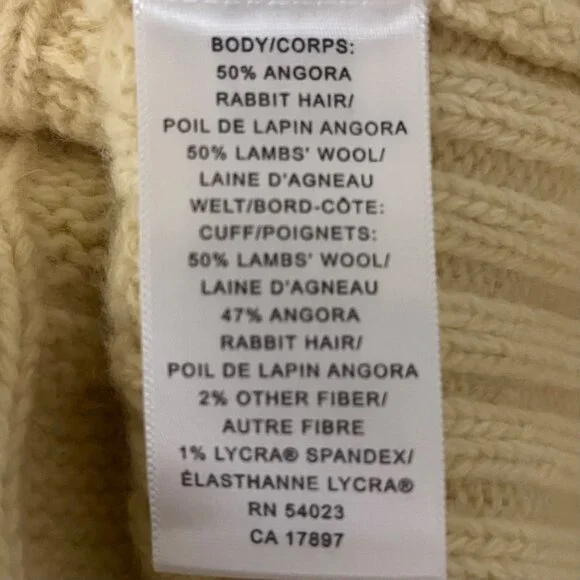 BODY/CORPS:
50% ANGORA
RABBIT HAIR/
POIL DE LAPIN ANGORA
50% LAMBS' WOOL/
LAINE D'AGNEAU
WELT/BORD-CÔTE:
CUFF/POIGNETS:
50% LAMBS' WOOL/
LAINE D'AGNEAU
47% ANGORA
RABBIT HAIR/
POIL DE LAPIN ANGORA
2% OTHER FIBER/
AUTRE FIBRE
1% LYCRA® SPANDEX/
ÉLASTHANNE LYCRA®
RN 54023
CA 17897